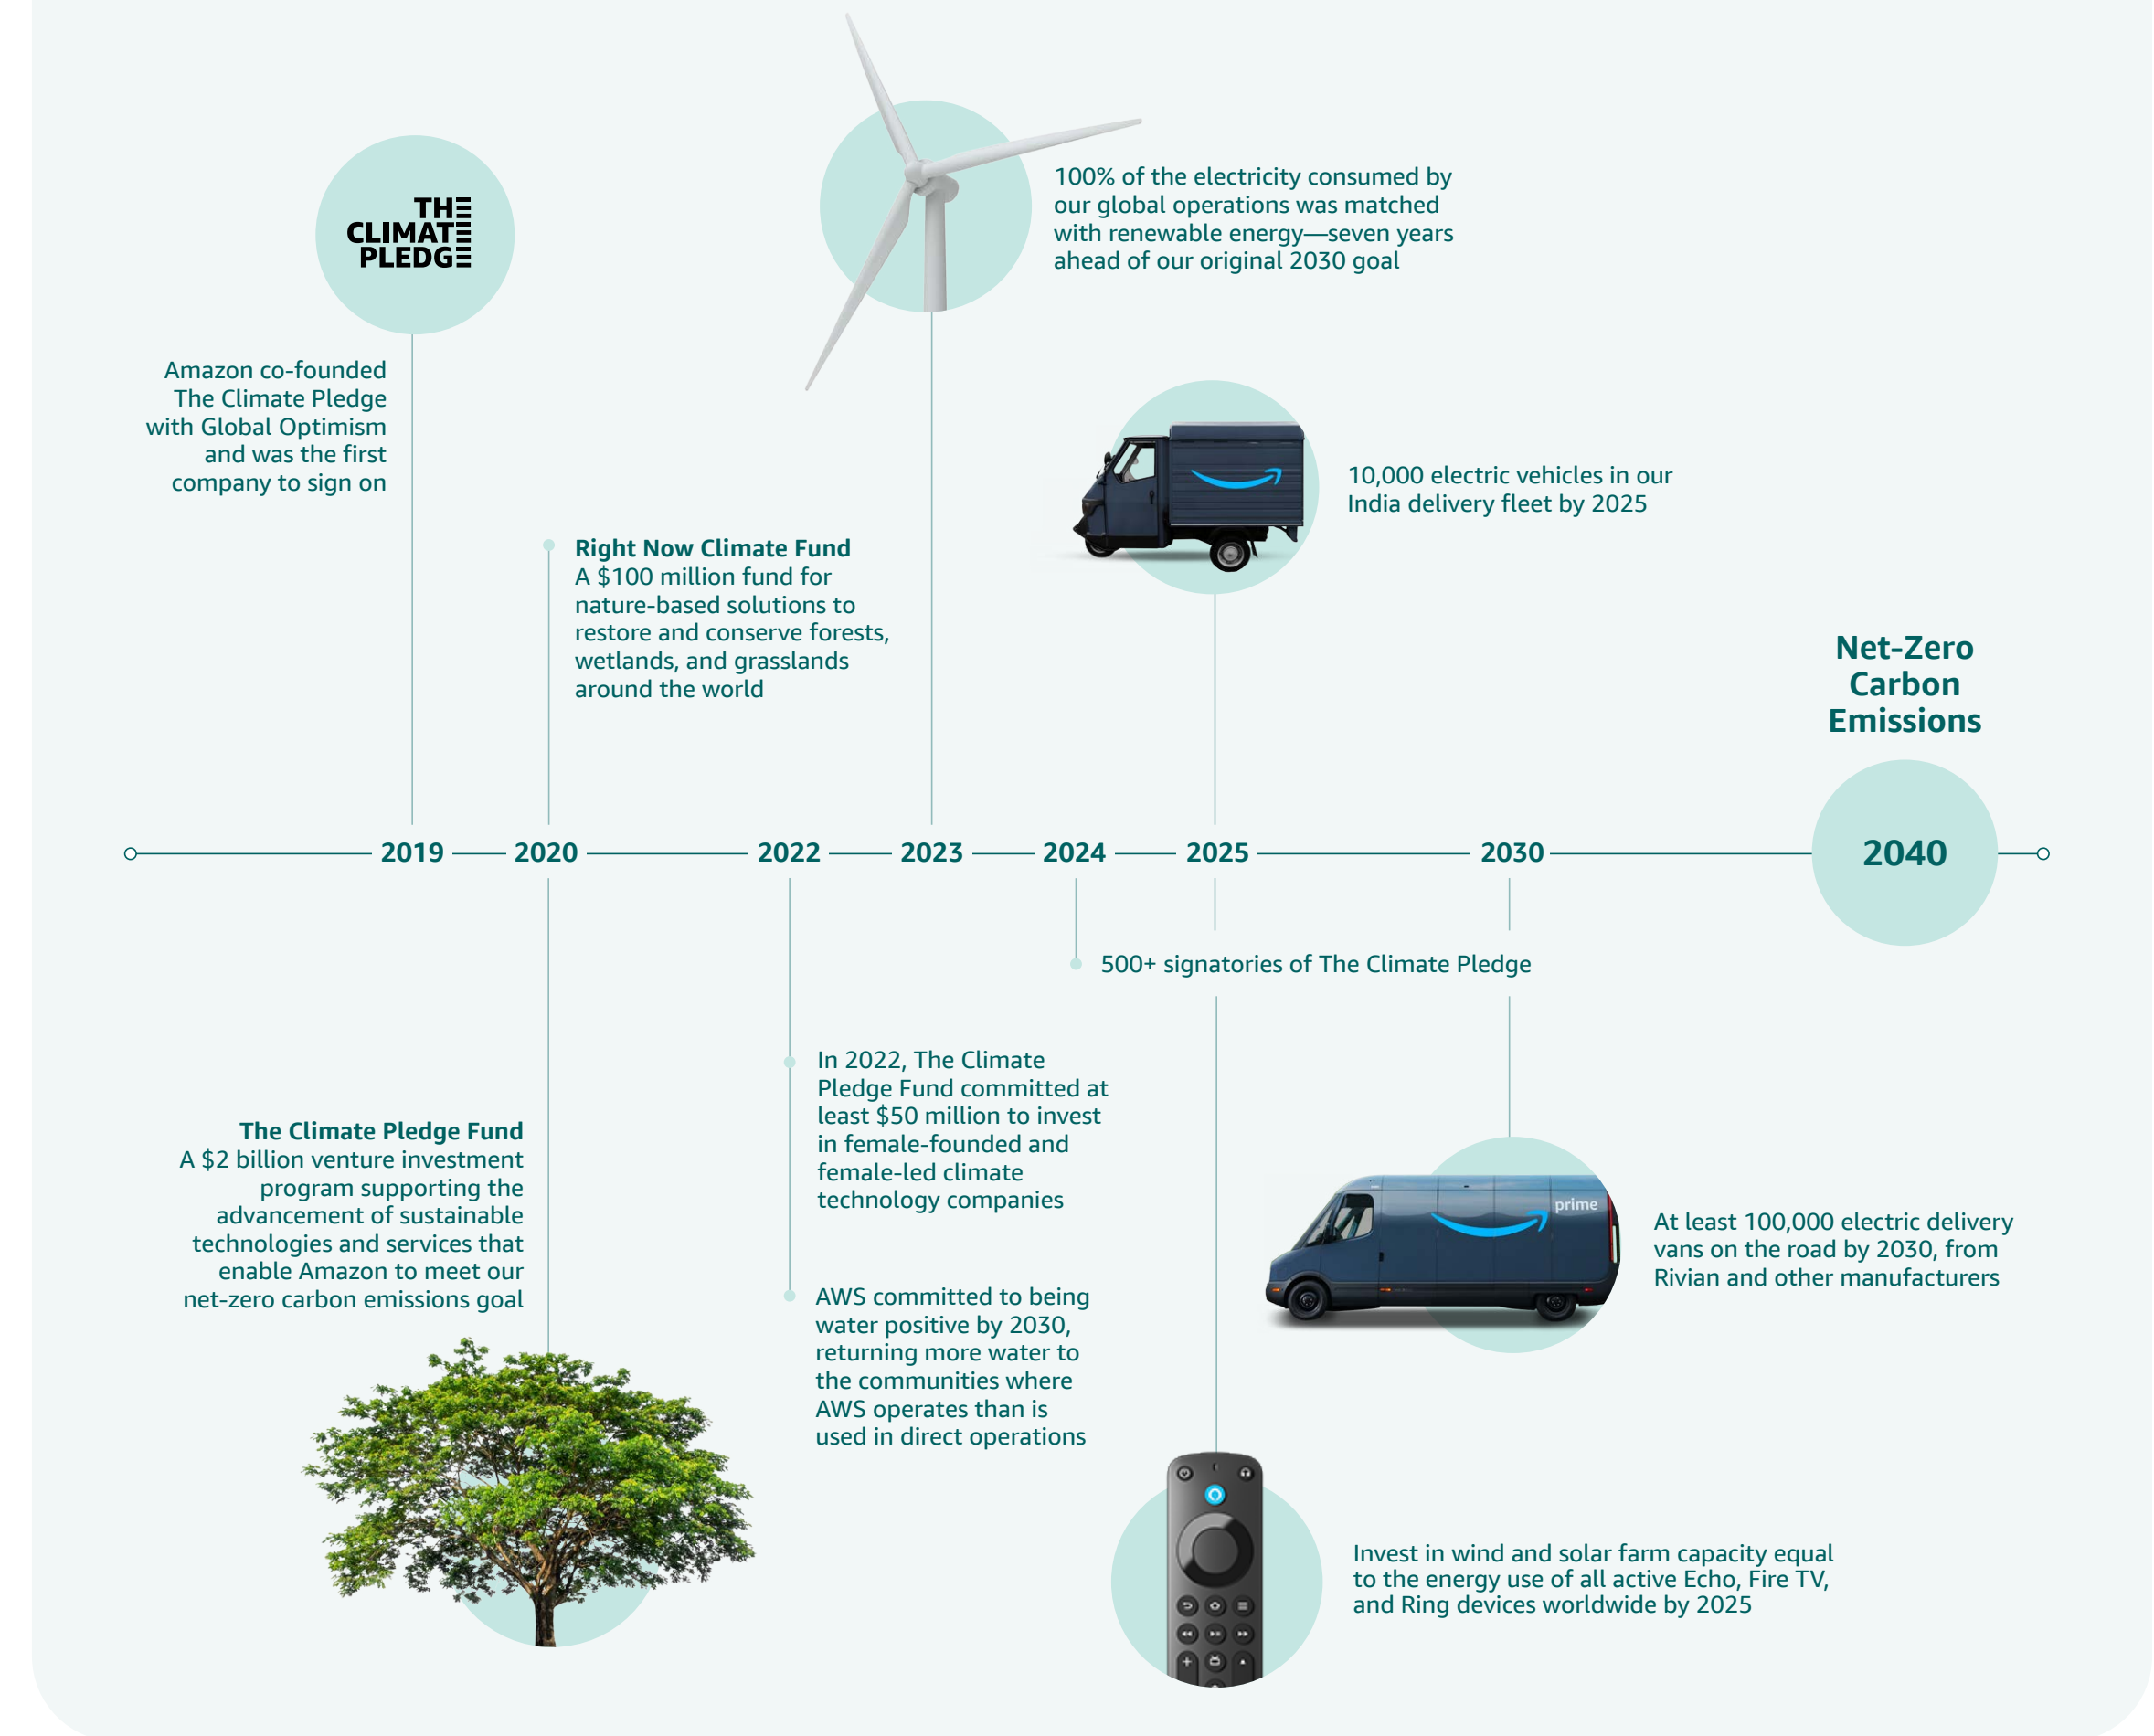 THE
CLIMATE
PLEDGE
Amazon co-founded
The Climate Pledge
with Global Optimism
and was the first
company to sign on
Right Now Climate Fund
A $100 million fund for
nature-based solutions to
restore and conserve forests,
wetlands, and grasslands
around the world
100% of the electricity consumed by
our global operations was matched
with renewable energy—seven years
ahead of our original 2030 goal
10,000 electric vehicles in our
India delivery fleet by 2025
Net-Zero
Carbon
Emissions
2019
2020
2022
2023
2024
2025
2030
2040
500+ signatories of The Climate Pledge
The Climate Pledge Fund
A $2 billion venture investment
program supporting the
advancement of sustainable
technologies and services that
enable Amazon to meet our
net-zero carbon emissions goal
In 2022, The Climate
Pledge Fund committed at
least $50 million to invest
in female-founded and
female-led climate
technology companies
AWS committed to being
water positive by 2030,
returning more water to
the communities where
AWS operates than is
used in direct operations
prime
At least 100,000 electric delivery
vans on the road by 2030, from
Rivian and other manufacturers
Invest in wind and solar farm capacity equal
to the energy use of all active Echo, Fire TV,
and Ring devices worldwide by 2025